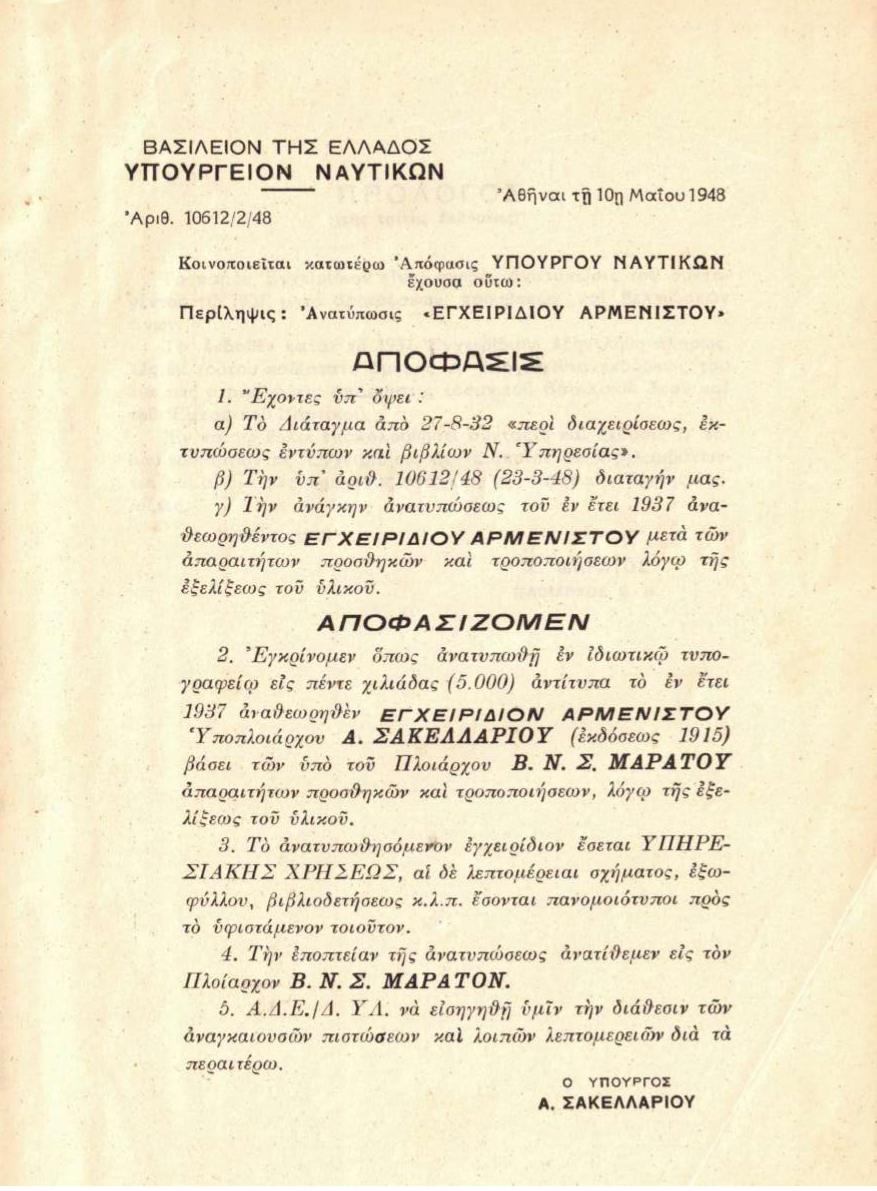 ΒΑΣΙΛΕΙΟΝ ΤΗΣ ΕΛΛΑΔΟΣ
ΥΠΟΥΡΓΕΙΟΝ ΝΑΥΤΙΚΩΝ
Ἀθῆναι τῇ 10ῃ Μαΐου 1948
Ἀριθ. 10612/2/48
Κοινοποιεῖται κατωτέρω Ἀπόφασις ΥΠΟΥΡΓΟΥ ΝΑΥΤΙΚΩΝ
ἔχουσα οὕτω:
Περίληψις: Ἀνατύπωσις «ΕΓΧΕΙΡΙΔΙΟΥ ΑΡΜΕΝΙΣΤΟΥ»
ΑΠΟΦΑΣΙΣ
1. Ἔχοντες ὑπ' ὄψει :
α) Τὸ Διάταγμα ἀπὸ 27-8-32 «περὶ διαχειρίσεως, ἐκ-
τυπώσεως ἐντύπων καὶ βιβλίων Ν. Ὑπηρεσίας».
β) Τὴν ὑπ' ἀριθ. 10612/48 (23-3-48) διαταγήν μας.
γ) Τὴν ἀνάγκην ἀνατυπώσεως τοῦ ἐν ἔτει 1937 ἀνα-
θεωρηθέντος ΕΓΧΕΙΡΙΔΙΟΥ ΑΡΜΕΝΙΣΤΟΥ μετὰ τῶν
ἀπαραιτήτων προσθηκῶν καὶ τροποποιήσεων λόγῳ τῆς
ἐξελίξεως τοῦ ὑλικοῦ.
ΑΠΟΦΑΣΙΖΟΜΕΝ
2. Ἐγκρίνομεν ὅπως ἀνατυπωθῇ ἐν ἰδιωτικῷ τυπο-
γραφείῳ εἰς πέντε χιλιάδας (5.000) ἀντίτυπα τὸ ἐν ἔτει
1937 ἀναθεωρηθὲν ΕΓΧΕΙΡΙΔΙΟΝ ΑΡΜΕΝΙΣΤΟΥ
Ὑποπλοιάρχου Α. ΣΑΚΕΛΛΑΡΙΟΥ (ἐκδόσεως 1915)
βάσει τῶν ὑπὸ τοῦ Πλοιάρχου Β. Ν. Σ. ΜΑΡΑΤΟΥ
ἀπαραιτήτων προσθηκῶν καὶ τροποποιήσεων, λόγῳ τῆς ἐξε-
λίξεως τοῦ ὑλικοῦ.
3. Τὸ ἀνατυπωθησόμενον ἐγχειρίδιον ἔσεται ΥΠΗΡΕ-
ΣΙΑΚΗΣ ΧΡΗΣΕΩΣ, αἱ δὲ λεπτομέρειαι σχήματος, ἐξω-
φύλλου, βιβλιοδετήσεως κ.λ.π. ἔσονται πανομοιότυποι πρὸς
τὸ ὑφιστάμενον τοιοῦτον.
4. Τὴν ἐποπτείαν τῆς ἀνατυπώσεως ἀνατίθεμεν εἰς τὸν
Πλοίαρχον Β. Ν. Σ. ΜΑΡΑΤΟΝ.
5. Α.Δ.Ε./Δ. ΥΛ. νὰ εἰσηγηθῇ ὑμῖν τὴν διάθεσιν τῶν
ἀναγκαιουσῶν πιστώσεων καὶ λοιπῶν λεπτομερειῶν διὰ τὰ
περαιτέρω.
Ο ΥΠΟΥΡΓΟΣ
Α. ΣΑΚΕΛΛΑΡΙΟΥ